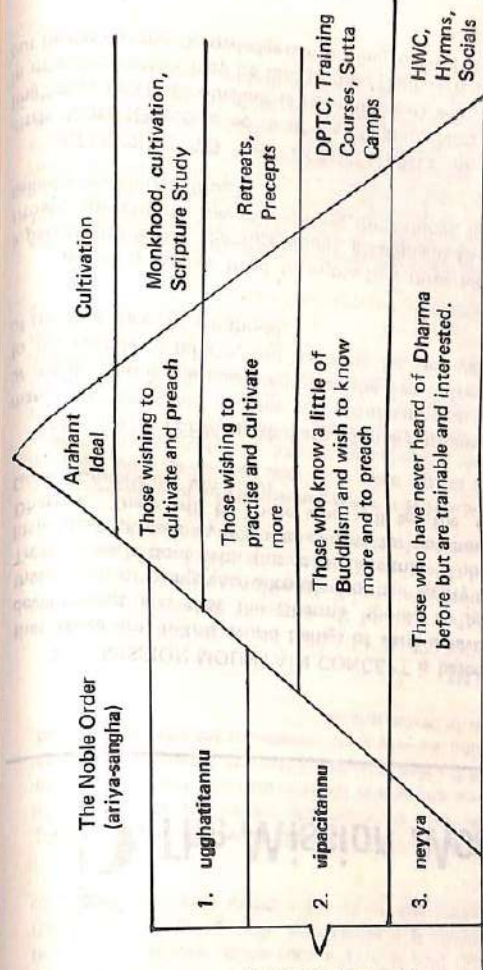 The Noble Order
(ariya-sangha)
Arahant
Ideal
Cultivation
1. ugghatitannu
Those wishing to
cultivate and preach
Monkhood, cultivation,
Scripture Study
Those wishing to
practise and cultivate
more
Retreats,
Precepts
2. vipacitannu
Those who know a little of
Buddhism and wish to know
more and to preach
DPTC, Training
Courses, Sutta
Camps
3. neyya
Those who have never heard of Dharma
before but are trainable and interested.
HWC,
Hymns,
Socials